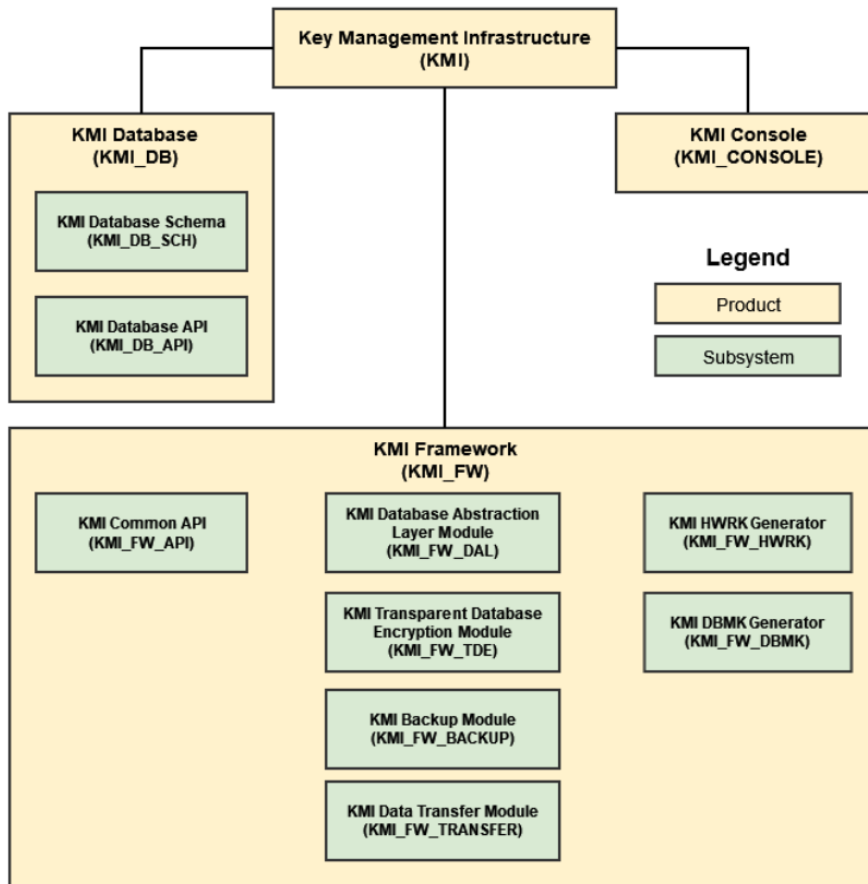 Key Management Infrastructure
(KMI)
KMI Database
(KMI_DB)
KMI Database Schema
(KMI_DB_SCH)
KMI Database API
(KMI_DB_API)
KMI Console
(KMI_CONSOLE)
Legend
Product
Subsystem
KMI Framework
(KMI_FW)
KMI Common API
(KMI_FW_API)
KMI Database Abstraction
Layer Module
(KMI_FW_DAL)
KMI Transparent Database
Encryption Module
(KMI_FW_TDE)
KMI Backup Module
(KMI_FW_BACKUP)
KMI Data Transfer Module
(KMI_FW_TRANSFER)
KMI HWRK Generator
(KMI_FW_HWRK)
KMI DBMK Generator
(KMI_FW_DBMK)